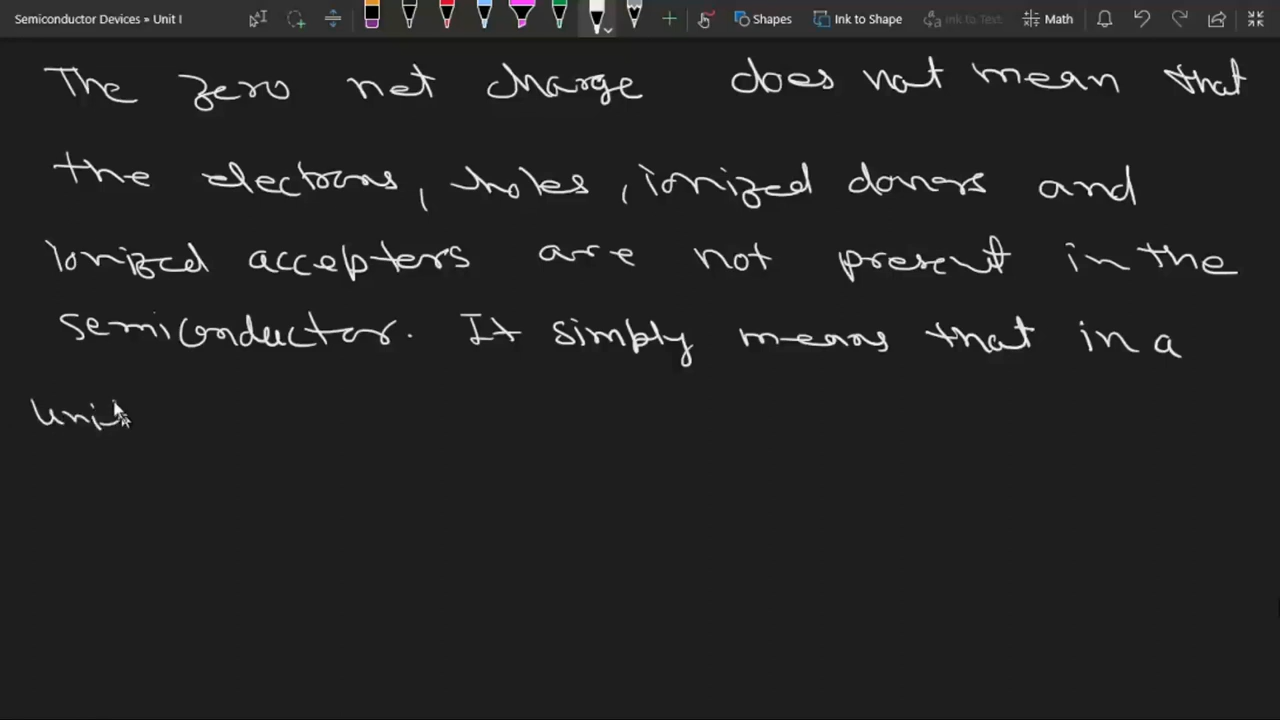 Semiconductor Devices » Unit I
Shapes
Ink to Shape
Ink to Text
Math
The zero net charge does not mean that
the electrons, holes, ionized donors and
Ionized accepters are not present in the
semiconductor. It simply means that in a